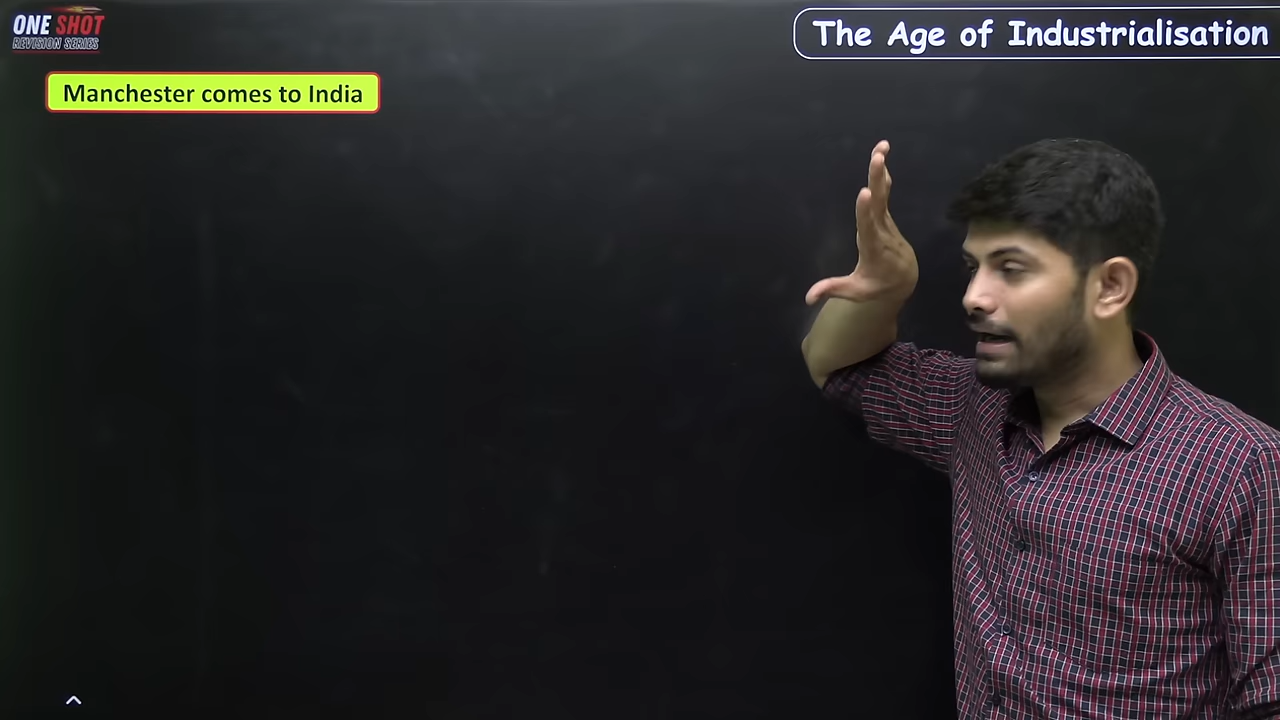 ONE SHOT
REVISION SERIES
The Age of Industrialisation
Manchester comes to India